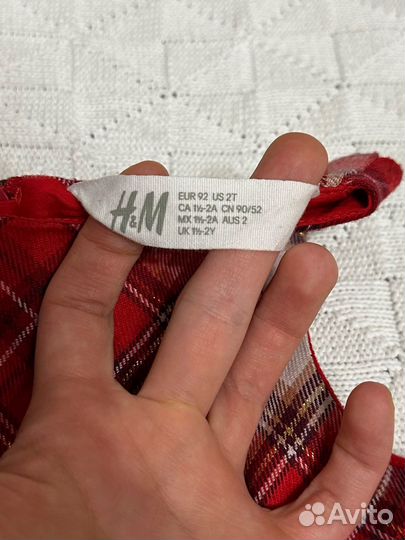 H&M
EUR 92 US 2T
CA 1½-2A CN 90/52
MX 1½-2A AUS 2
UK 1½-2Y
Avito